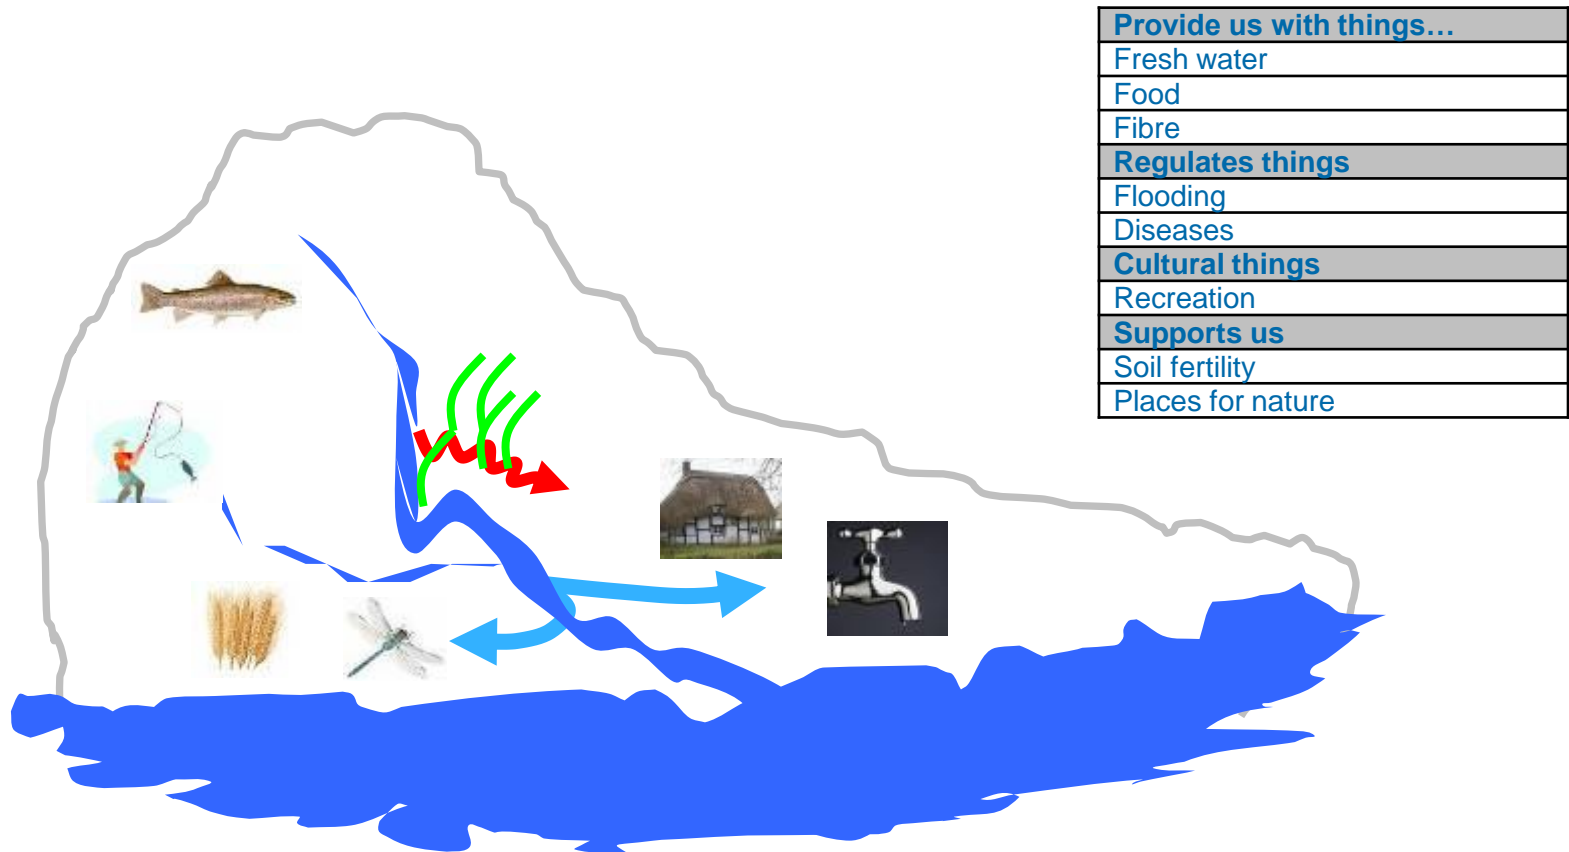 Provide us with things…
Fresh water
Food
Fibre
Regulates things
Flooding
Diseases
Cultural things
Recreation
Supports us
Soil fertility
Places for nature